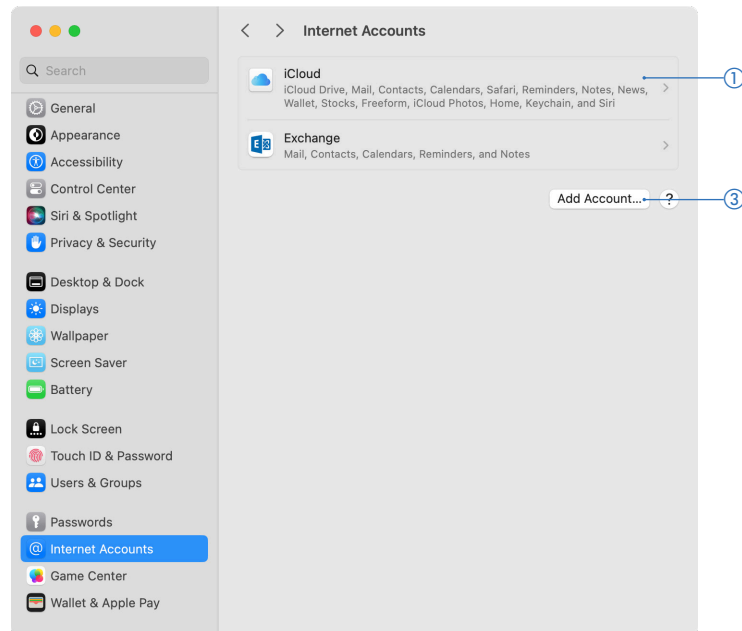 Internet Accounts
Search
General
Appearance
Accessibility
Control Center
Siri & Spotlight
Privacy & Security
Desktop & Dock
Displays
Wallpaper
Screen Saver
Battery
Lock Screen
Touch ID & Password
Users & Groups
Passwords
@ Internet Accounts
Game Center
Wallet & Apple Pay
iCloud
iCloud Drive, Mail, Contacts, Calendars, Safari, Reminders, Notes, News,
Wallet, Stocks, Freeform, iCloud Photos, Home, Keychain, and Siri
①
E
Exchange
Mail, Contacts, Calendars, Reminders, and Notes
Add Account... ?
③